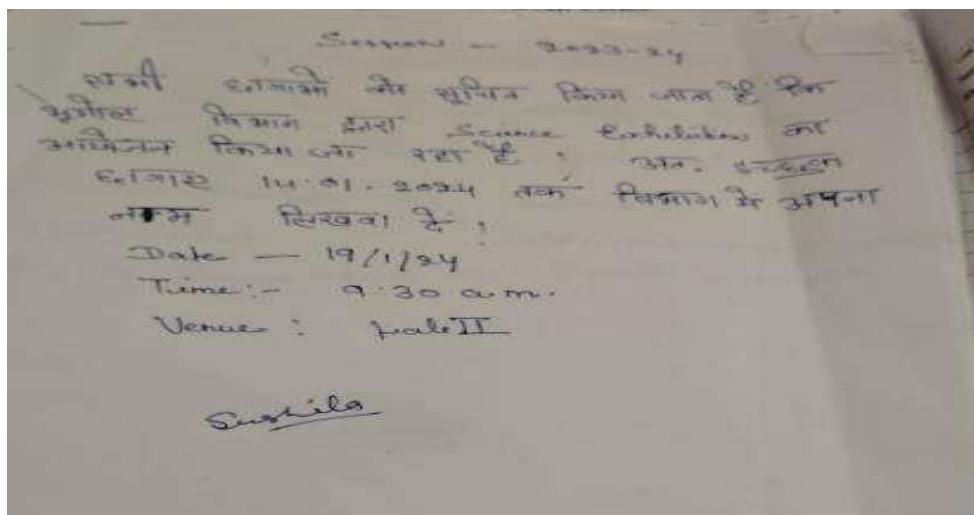 Session – 2023-24
सभी छात्राओं को सूचित किया जाता है कि
भूगोल विभाग द्वारा Science Exhibition का
आयोजन किया जा रहा है। अतः इच्छुक
छात्राएं 14.01.2024 तक विभाग में अपना
नाम लिखवा दें।
Date — 19/1/24
Time:- 9.30 a.m.
Venue : Lab II
Sushila